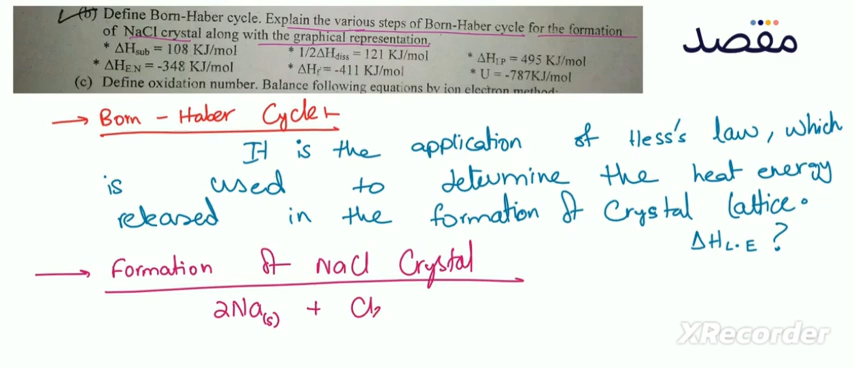 (b) Define Born-Haber cycle. Explain the various steps of Born-Haber cycle for the formation
of NaCl crystal along with the graphical representation.
* ΔHsub = 108 KJ/mol * 1/2ΔHdiss = 121 KJ/mol * ΔHI.P = 495 KJ/mol
* ΔHEN = -348 KJ/mol * ΔHf = -411 KJ/mol * U = -787KJ/mol
(c) Define oxidation number. Balance following equations by ion electron method:
مقصد
→ Born - Haber Cycle:-
It is the application of Hess's law, which
is used to determine the heat energy
released in the formation of Crystal lattice.
ΔHL.E ?
→ Formation of NaCl Crystal
2Na(s) + Cl2
XRecorder